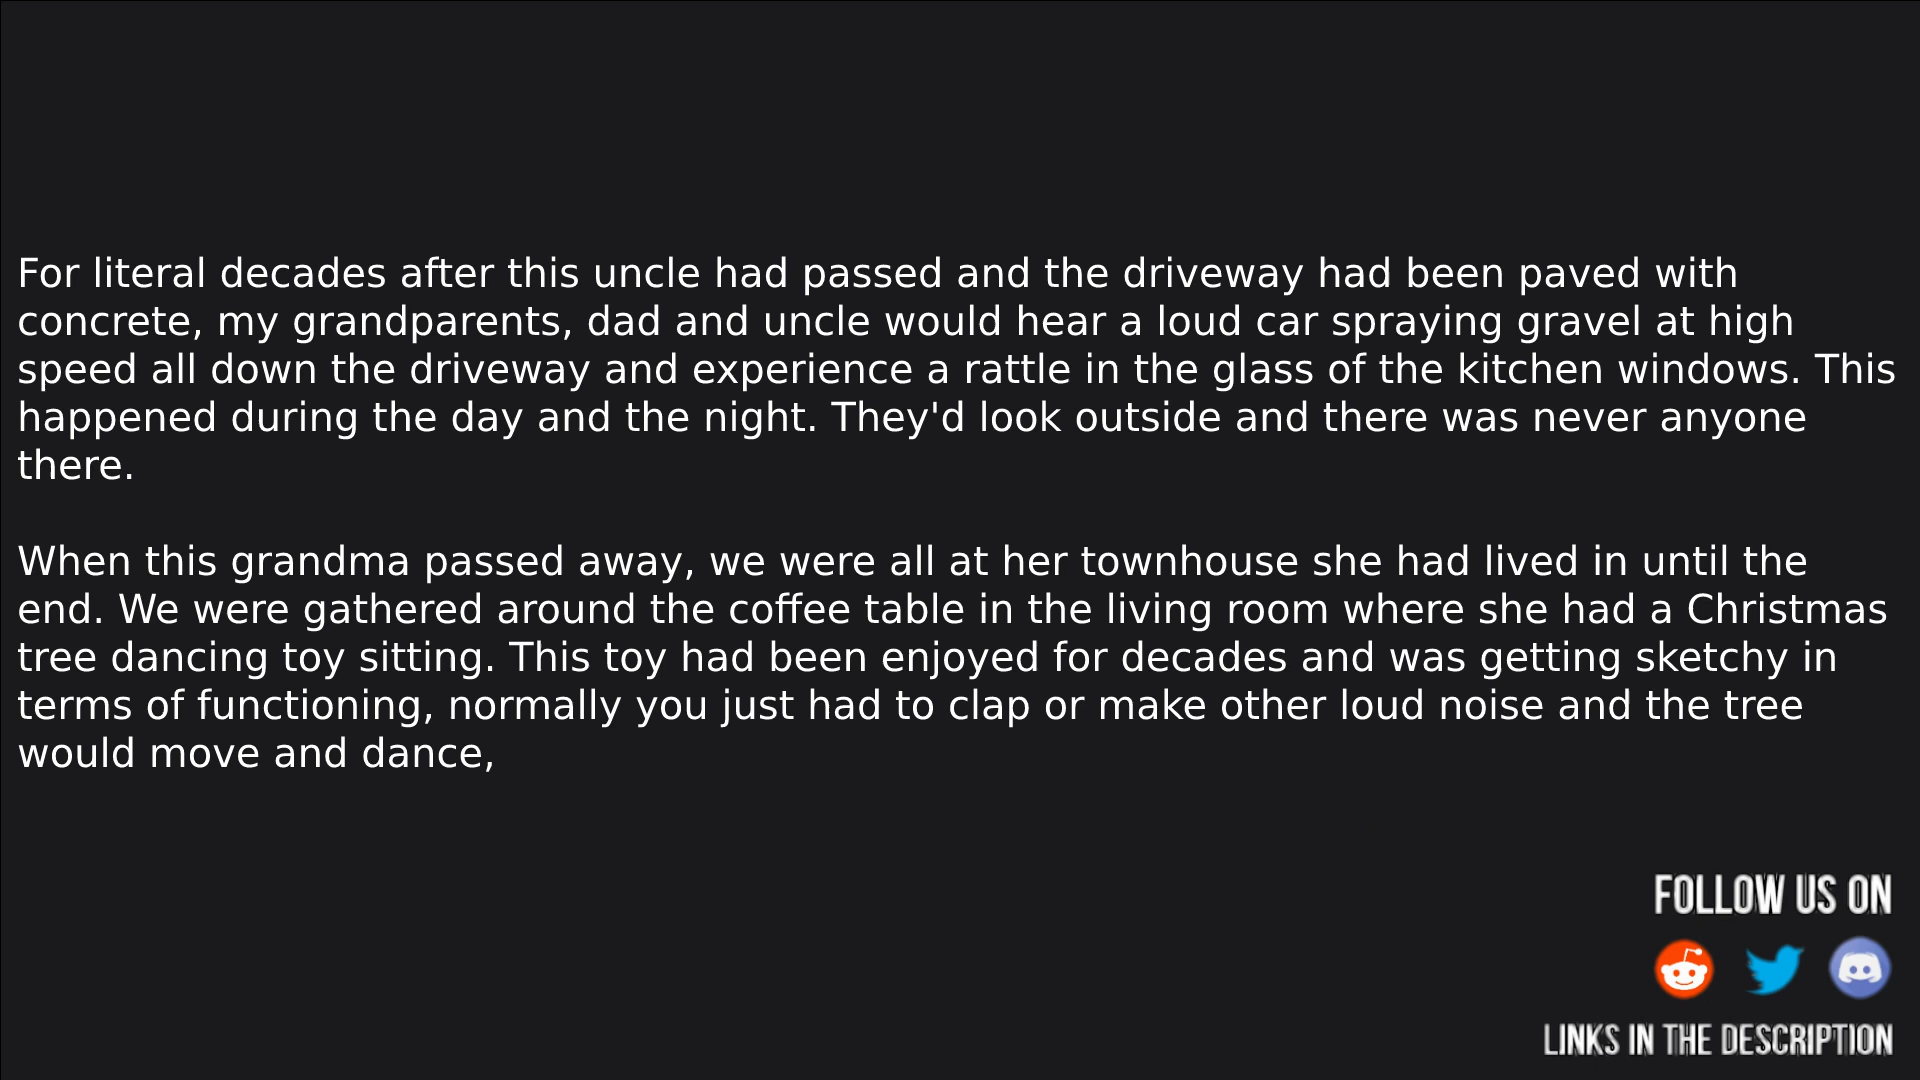 For literal decades after this uncle had passed and the driveway had been paved with
concrete, my grandparents, dad and uncle would hear a loud car spraying gravel at high
speed all down the driveway and experience a rattle in the glass of the kitchen windows. This
happened during the day and the night. They'd look outside and there was never anyone
there.
When this grandma passed away, we were all at her townhouse she had lived in until the
end. We were gathered around the coffee table in the living room where she had a Christmas
tree dancing toy sitting. This toy had been enjoyed for decades and was getting sketchy in
terms of functioning, normally you just had to clap or make other loud noise and the tree
would move and dance,
FOLLOW US ON
LINKS IN THE DESCRIPTION